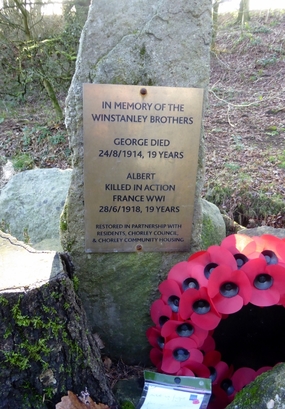 IN MEMORY OF THE
WINSTANLEY BROTHERS
GEORGE DIED
24/8/1914, 19 YEARS
ALBERT
KILLED IN ACTION
FRANCE WWI
28/6/1918, 19 YEARS
RESTORED IN PARTNERSHIP WITH
RESIDENTS, CHORLEY COUNCIL,
& CHORLEY COMMUNITY HOUSING